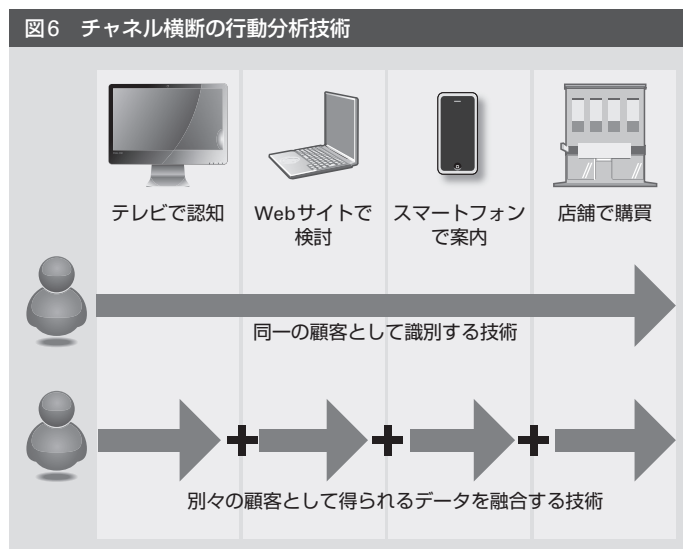 図6 チャネル横断の行動分析技術
テレビで認知
Webサイトで
検討
スマートフォン
で案内
店舗で購買
同一の顧客として識別する技術
別々の顧客として得られるデータを融合する技術